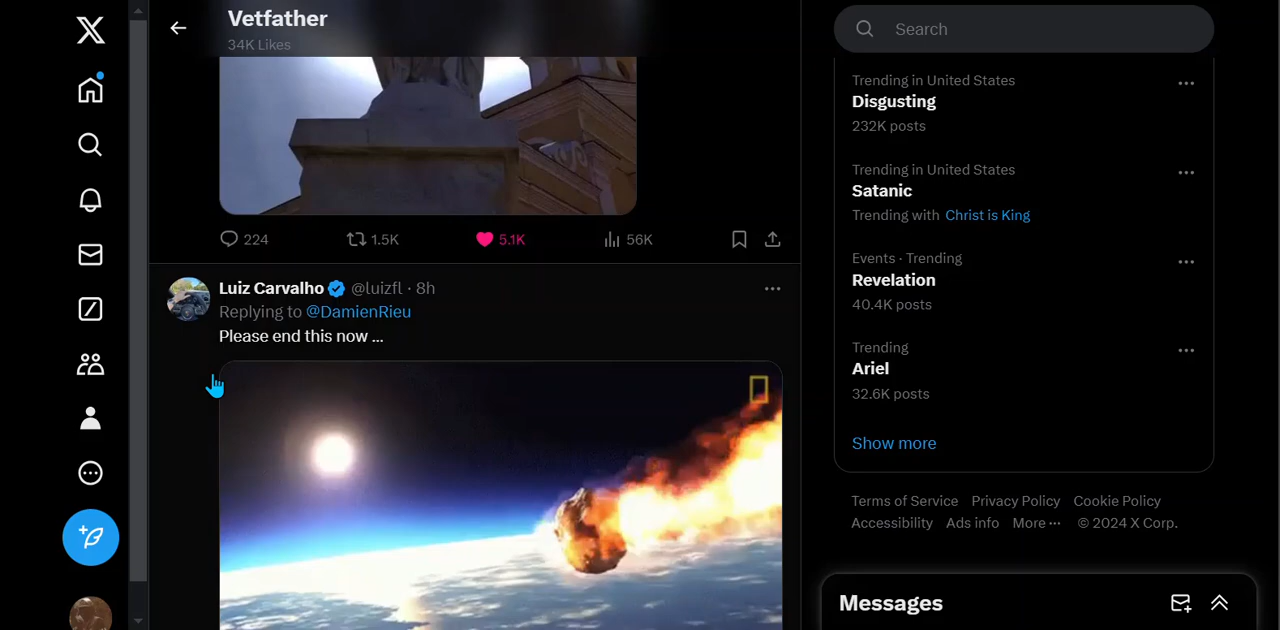 Vetfather
34K Likes
224 1.5K 5.1K 56K
Luiz Carvalho @luizfl · 8h
Replying to @DamienRieu
Please end this now ...
Search
Trending in United States
Disgusting
232K posts
Trending in United States
Satanic
Trending with Christ is King
Events · Trending
Revelation
40.4K posts
Trending
Ariel
32.6K posts
Show more
Terms of Service Privacy Policy Cookie Policy
Accessibility Ads info More ··· © 2024 X Corp.
Messages